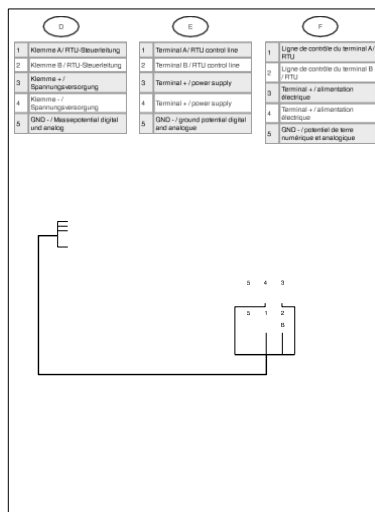 D
1 Klemme A/ RTU-Steuerleitung
2 Klemme B / RTU-Steuerleitung
3 Klemme + /
Spannungsversorgung
4 Klemme - /
Spannungsversorgung
5 GND - / Massepotential digital
und analog
E
1 Terminal A/ RTU control line
2 Terminal B / RTU control line
3 Terminal + / power supply
4 Terminal + / power supply
5 GND - / ground potential digital
and analogue
F
1 Ligne de contrôle du terminal A /
RTU
2 Ligne de contrôle du terminal B
/ RTU
3 Terminal + / alimentation
électrique
4 Terminal + / alimentation
électrique
5 GND - / potentiel de terre
numérique et analogique
5 4 3
5 1 2
B